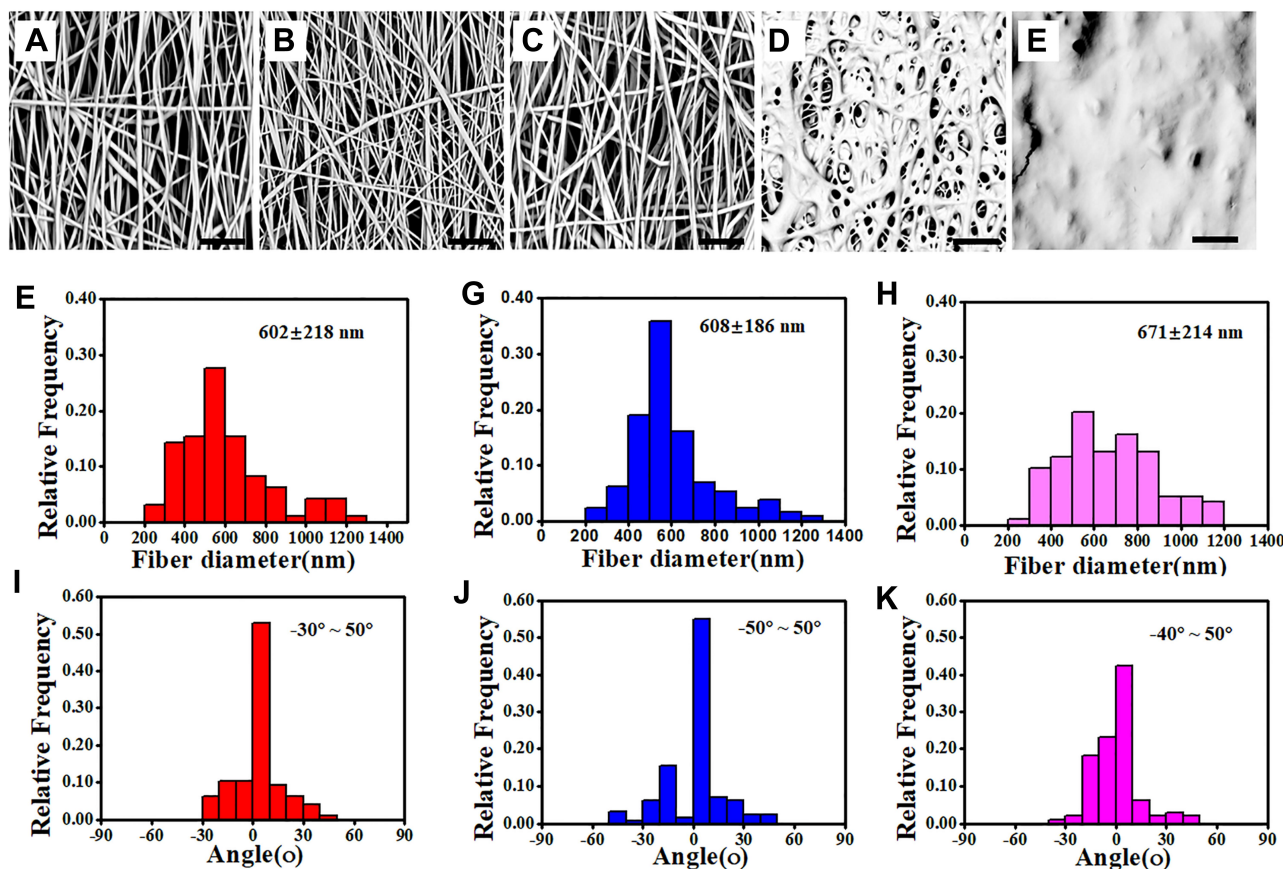 A B C D E
E G H
0.40 0.40 0.40
602±218 nm 608±186 nm 671±214 nm
0.30 0.30 0.30
0.20 0.20 0.20
0.10 0.10 0.10
0.00 0.00 0.00
Relative Frequency Relative Frequency Relative Frequency
0 200 400 600 800 1000 1200 1400 0 200 400 600 800 1000 1200 1400 0 200 400 600 800 1000 1200 1400
Fiber diameter(nm) Fiber diameter(nm) Fiber diameter(nm)
I J K
0.60 0.60 0.60
-30° ~ 50° -50° ~ 50° -40° ~ 50°
0.50 0.50 0.50
0.40 0.40 0.40
0.30 0.30 0.30
0.20 0.20 0.20
0.10 0.10 0.10
0.00 0.00 0.00
Relative Frequency Relative Frequency Relative Frequency
-90 -60 -30 0 30 60 90 -90 -60 -30 0 30 60 90 -90 -60 -30 0 30 60 90
Angle(o) Angle(o) Angle(o)